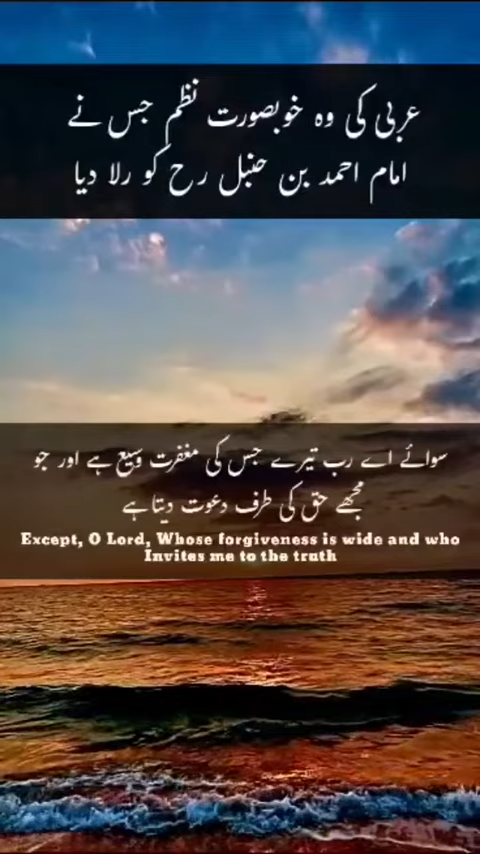 عربی کی وہ خوبصورت نظم جس نے
امام احمد بن حنبل رح کو رلا دیا
سوائے اے رب تیرے جس کی مغفرت وسیع ہے اور جو
مجھے حق کی طرف دعوت دیتا ہے
Except, O Lord, Whose forgiveness is wide and who
Invites me to the truth